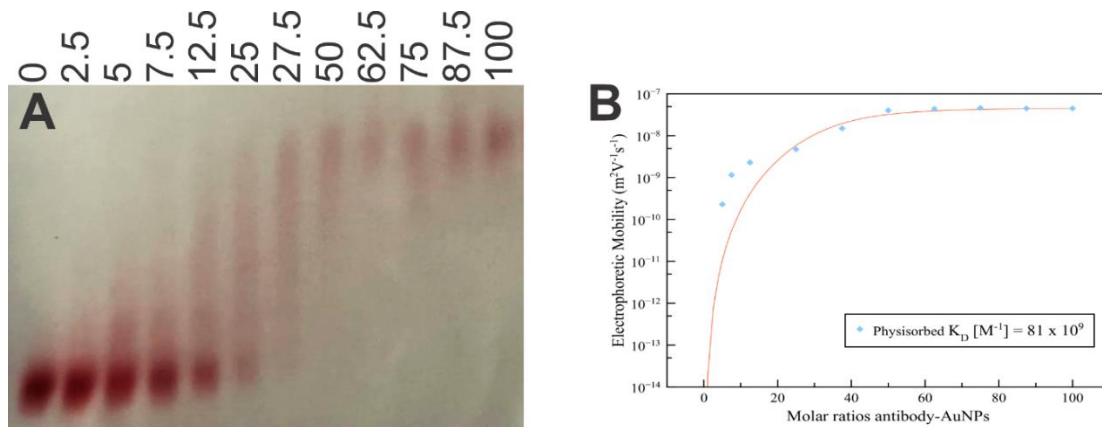 0 2.5 5 7.5 12.5 25 27.5 50 62.5 75 87.5 100
A
B
Electrophoretic Mobility (m²V⁻¹s⁻¹)
10⁻⁷
10⁻⁸
10⁻⁹
10⁻¹⁰
10⁻¹¹
10⁻¹²
10⁻¹³
10⁻¹⁴
Physisorbed K_D [M⁻¹] = 81 x 10⁹
0 20 40 60 80 100
Molar ratios antibody-AuNPs